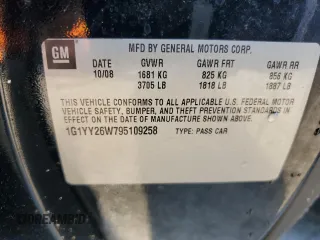 GM
MFD BY GENERAL MOTORS CORP.
DATE GVWR GAWR FRT GAWR RR
10/08 1681 KG 825 KG 856 KG
3705 LB 1818 LB 1887 LB
THIS VEHICLE CONFORMS TO ALL APPLICABLE U.S. FEDERAL MOTOR
VEHICLE SAFETY, BUMPER, AND THEFT PREVENTION STANDARDS
IN EFFECT ON THE DATE OF MANUFACTURE SHOWN ABOVE.
1G1YY26W795109258 TYPE: PASS CAR